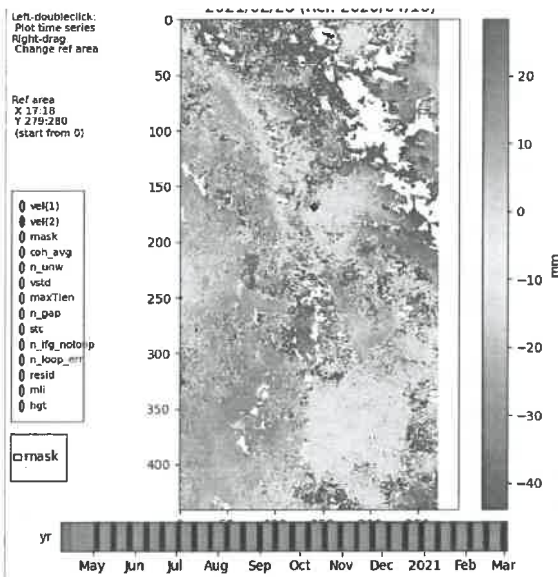 Left-doubleclick:
Plot time series
Right-drag
Change ref area
Ref area
X 17:18
Y 279:280
(start from 0)
vel(1)
vel(2)
mask
coh_avg
n_unw
vstd
maxTlen
n_gap
stc
n_ifg_noloop
n_loop_err
resid
mli
hgt
mask
0
50
100
150
200
250
300
350
400
20
10
0
−10
−20
−30
−40
mm
yr
May Jun Jul Aug Sep Oct Nov Dec 2021 Feb Mar